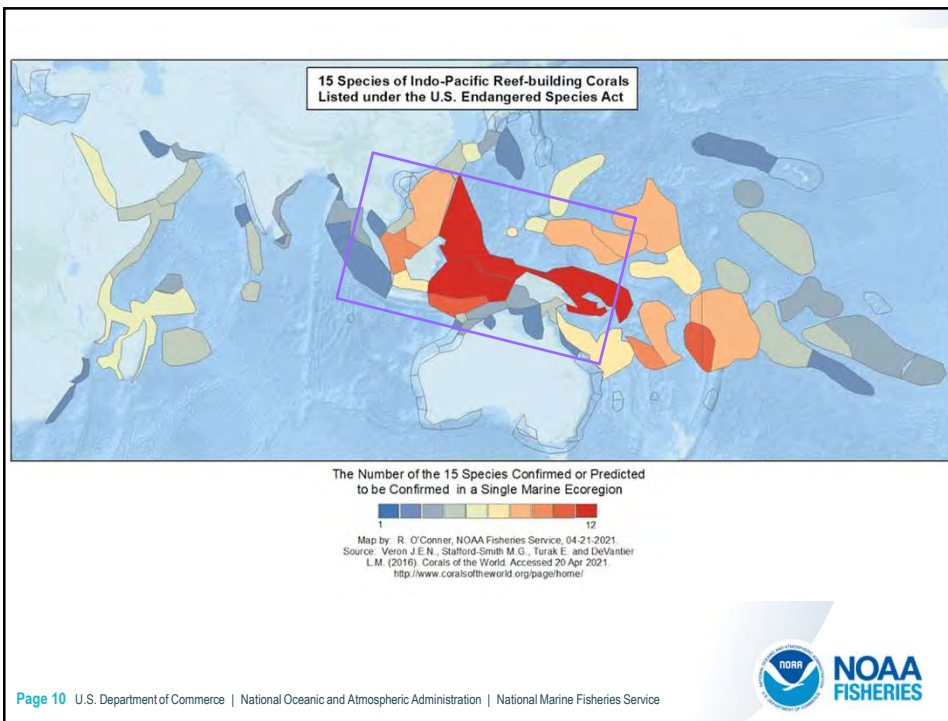 15 Species of Indo-Pacific Reef-building Corals
Listed under the U.S. Endangered Species Act
The Number of the 15 Species Confirmed or Predicted
to be Confirmed in a Single Marine Ecoregion
1 12
Map by: R. O'Conner, NOAA Fisheries Service, 04-21-2021.
Source: Veron J.E.N., Stafford-Smith M.G., Turak E. and DeVantier
L.M. (2016). Corals of the World. Accessed 20 Apr 2021.
http://www.coralsoftheworld.org/page/home/
NOAA
NOAA
FISHERIES
Page 10 U.S. Department of Commerce | National Oceanic and Atmospheric Administration | National Marine Fisheries Service